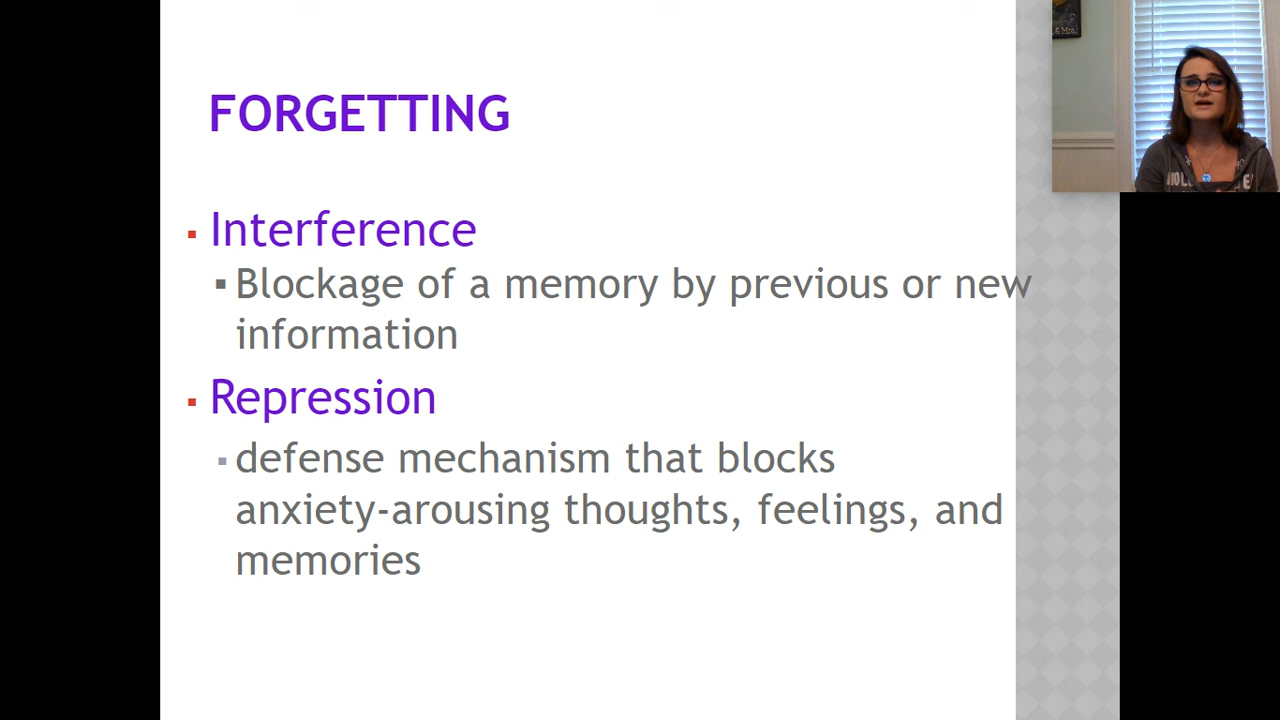 FORGETTING
Interference
Blockage of a memory by previous or new
information
Repression
defense mechanism that blocks
anxiety-arousing thoughts, feelings, and
memories